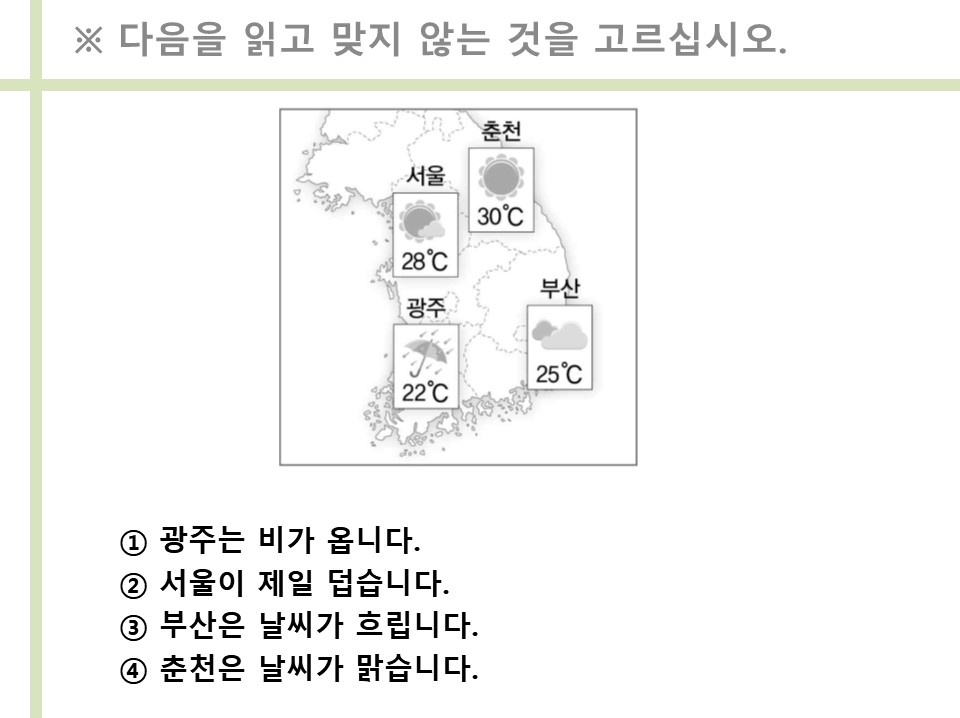 ※ 다음을 읽고 맞지 않는 것을 고르십시오.
춘천
30℃
서울
28℃
부산
25℃
광주
22℃
① 광주는 비가 옵니다.
② 서울이 제일 덥습니다.
③ 부산은 날씨가 흐립니다.
④ 춘천은 날씨가 맑습니다.